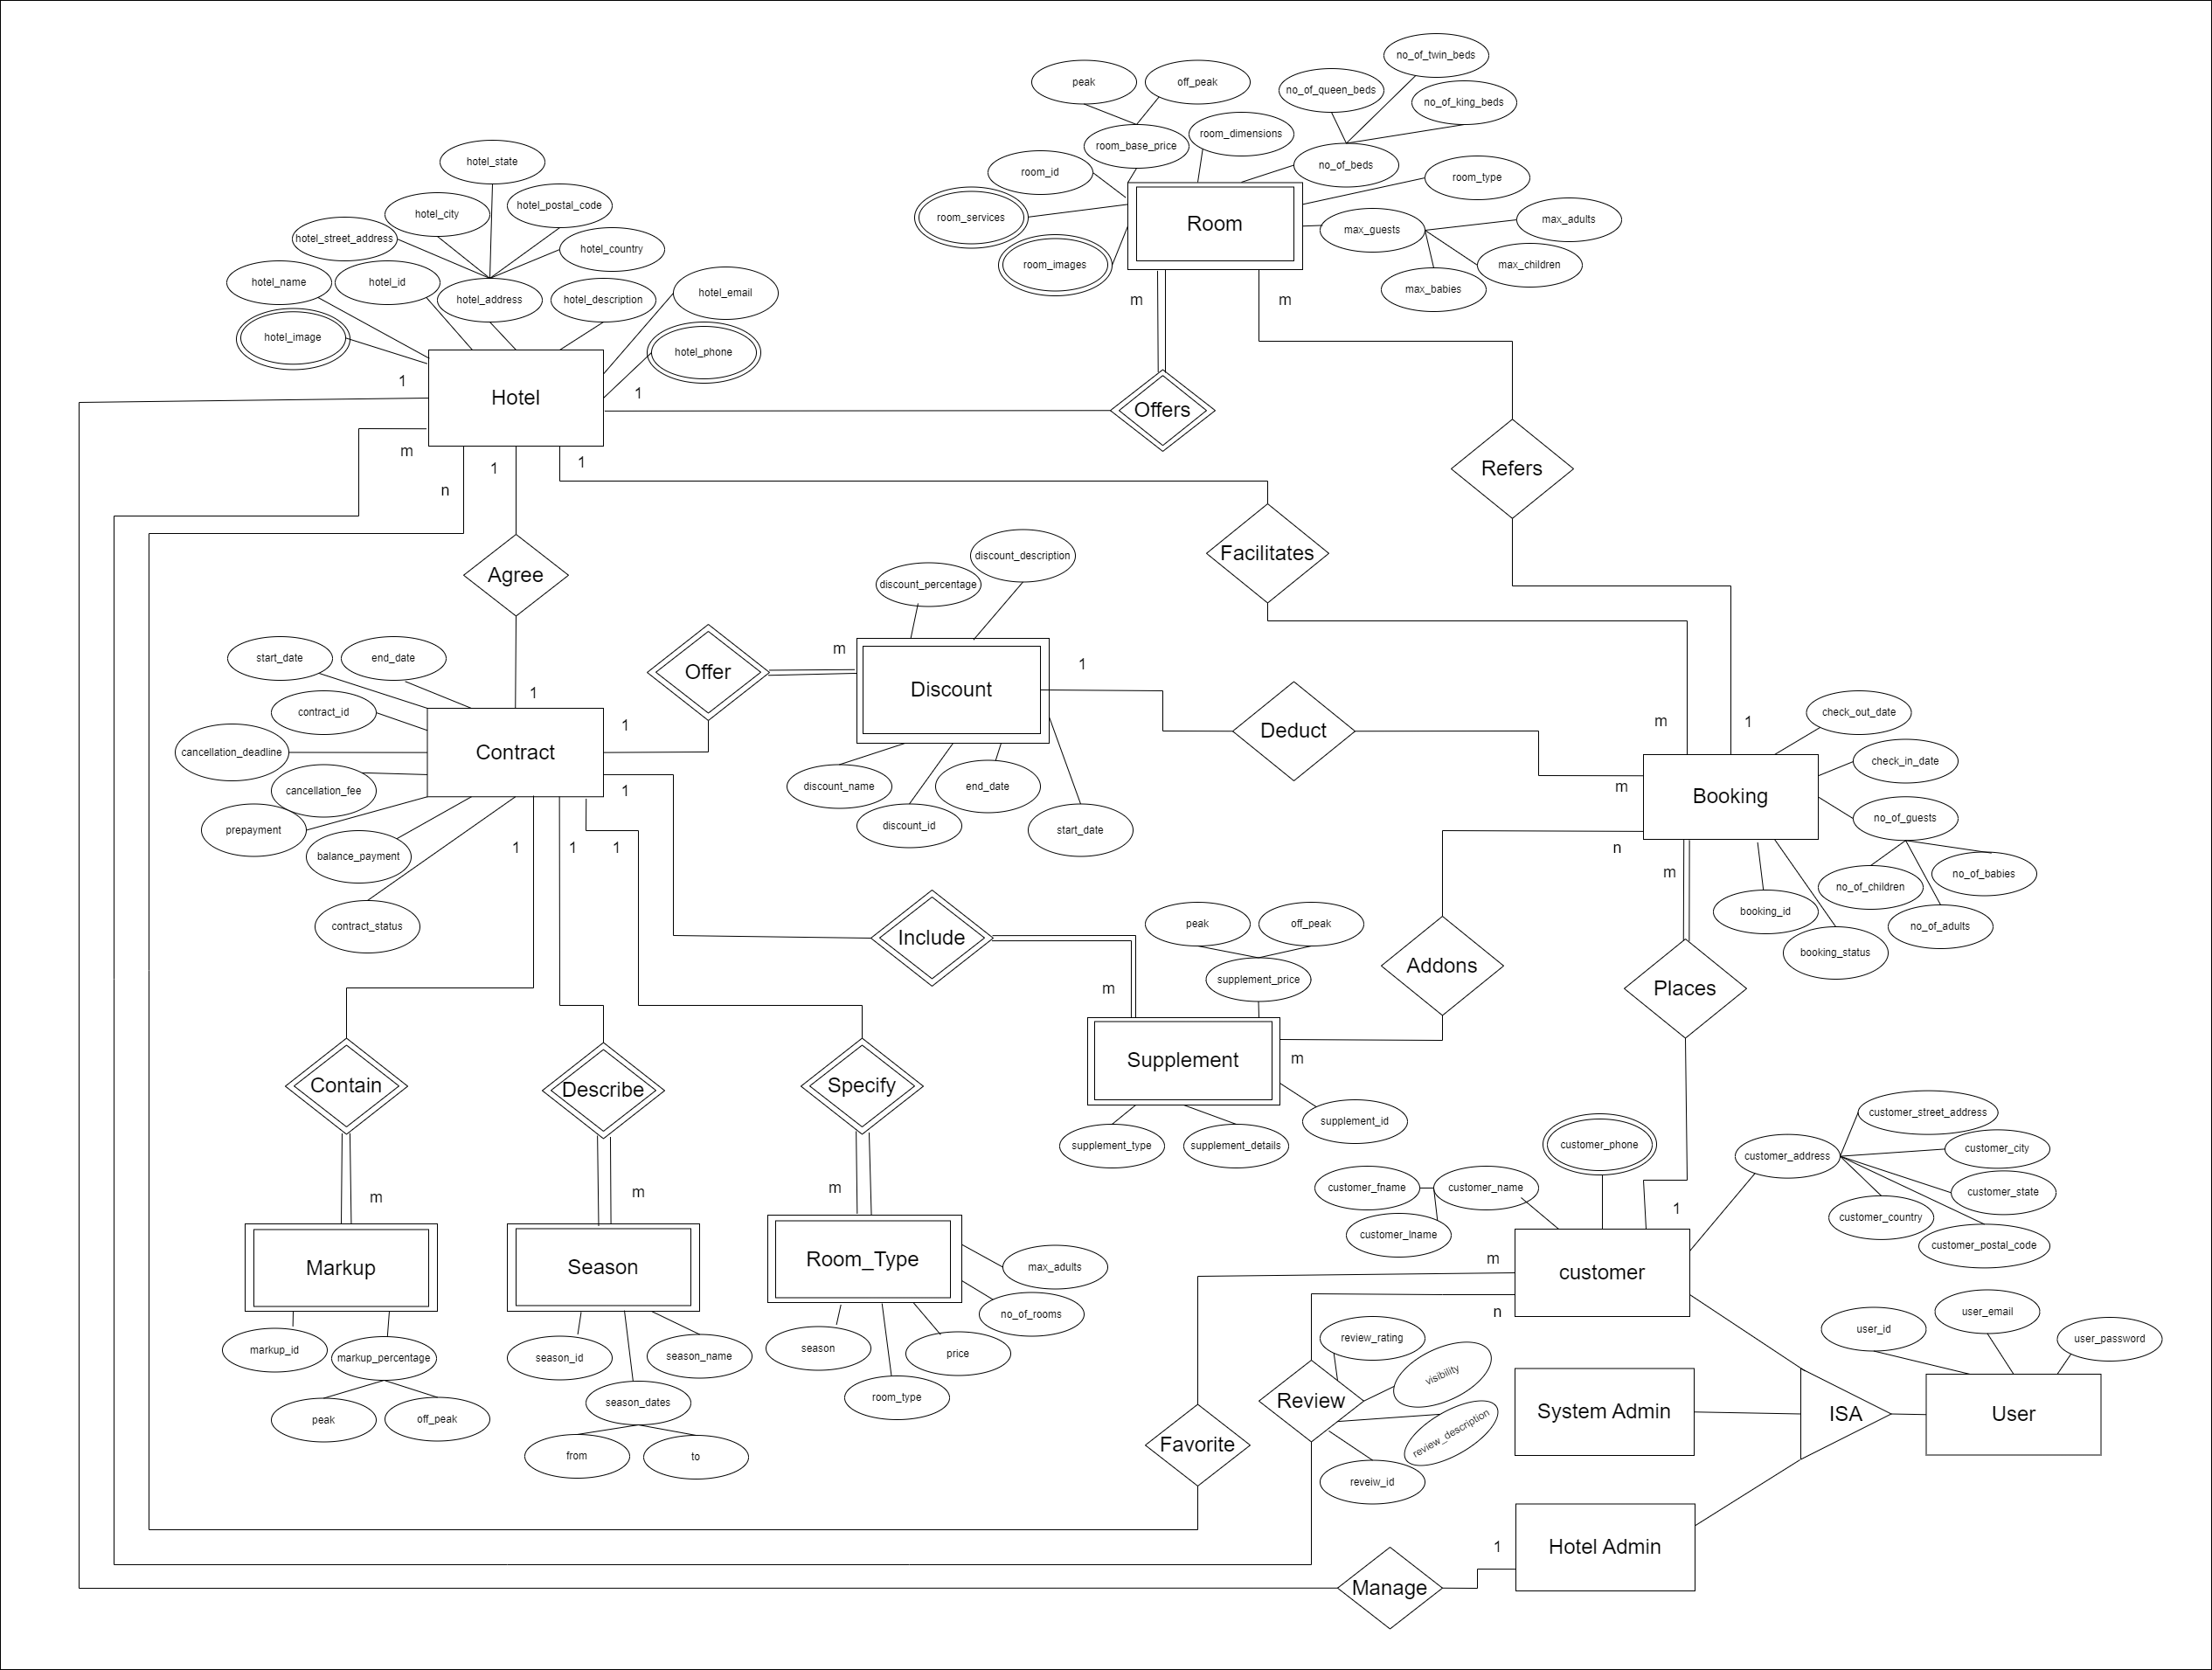 no_of_twin_beds
peak
off_peak
no_of_queen_beds
no_of_king_beds
room_base_price
room_dimensions
hotel_state
no_of_beds
room_id
room_type
hotel_city
hotel_postal_code
room_services
Room
max_guests
max_adults
hotel_street_address
hotel_country
room_images
max_children
hotel_name
hotel_id
hotel_address
hotel_description
hotel_email
max_babies
m
m
hotel_image
hotel_phone
1
Hotel
1
Offers
m
1
1
Refers
n
Facilitates
discount_description
Agree
discount_percentage
start_date
end_date
Offer
m
1
Discount
1
contract_id
1
m
1
check_out_date
Deduct
cancellation_deadline
Contract
check_in_date
cancellation_fee
1
discount_name
end_date
m
Booking
prepayment
discount_id
start_date
no_of_guests
balance_payment
1
1
1
n
m
no_of_babies
no_of_children
contract_status
booking_id
no_of_adults
Include
peak
off_peak
booking_status
Addons
supplement_price
m
Places
Supplement
m
Contain
Describe
Specify
customer_street_address
supplement_id
supplement_type
supplement_details
customer_phone
customer_city
customer_address
m
m
m
customer_fname
customer_name
customer_state
1
customer_country
customer_lname
customer_postal_code
Markup
Season
Room_Type
max_adults
m
customer
no_of_rooms
n
user_email
markup_id
markup_percentage
season_id
season_name
season
price
review_rating
user_id
user_password
visibility
room_type
season_dates
Review
System Admin
ISA
User
peak
off_peak
review_description
Favorite
from
to
reveiw_id
1
Hotel Admin
Manage